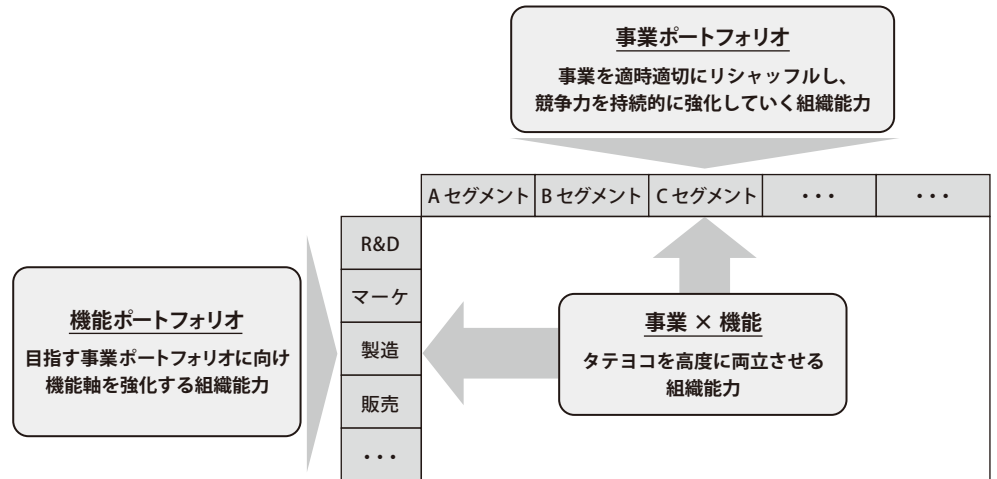 事業ポートフォリオ
事業を適時適切にリシャッフルし、
競争力を持続的に強化していく組織能力
A セグメント
B セグメント
C セグメント
・・・
・・・
R&D
マーケ
製造
販売
・・・
機能ポートフォリオ
目指す事業ポートフォリオに向け
機能軸を強化する組織能力
事業 × 機能
タテヨコを高度に両立させる
組織能力